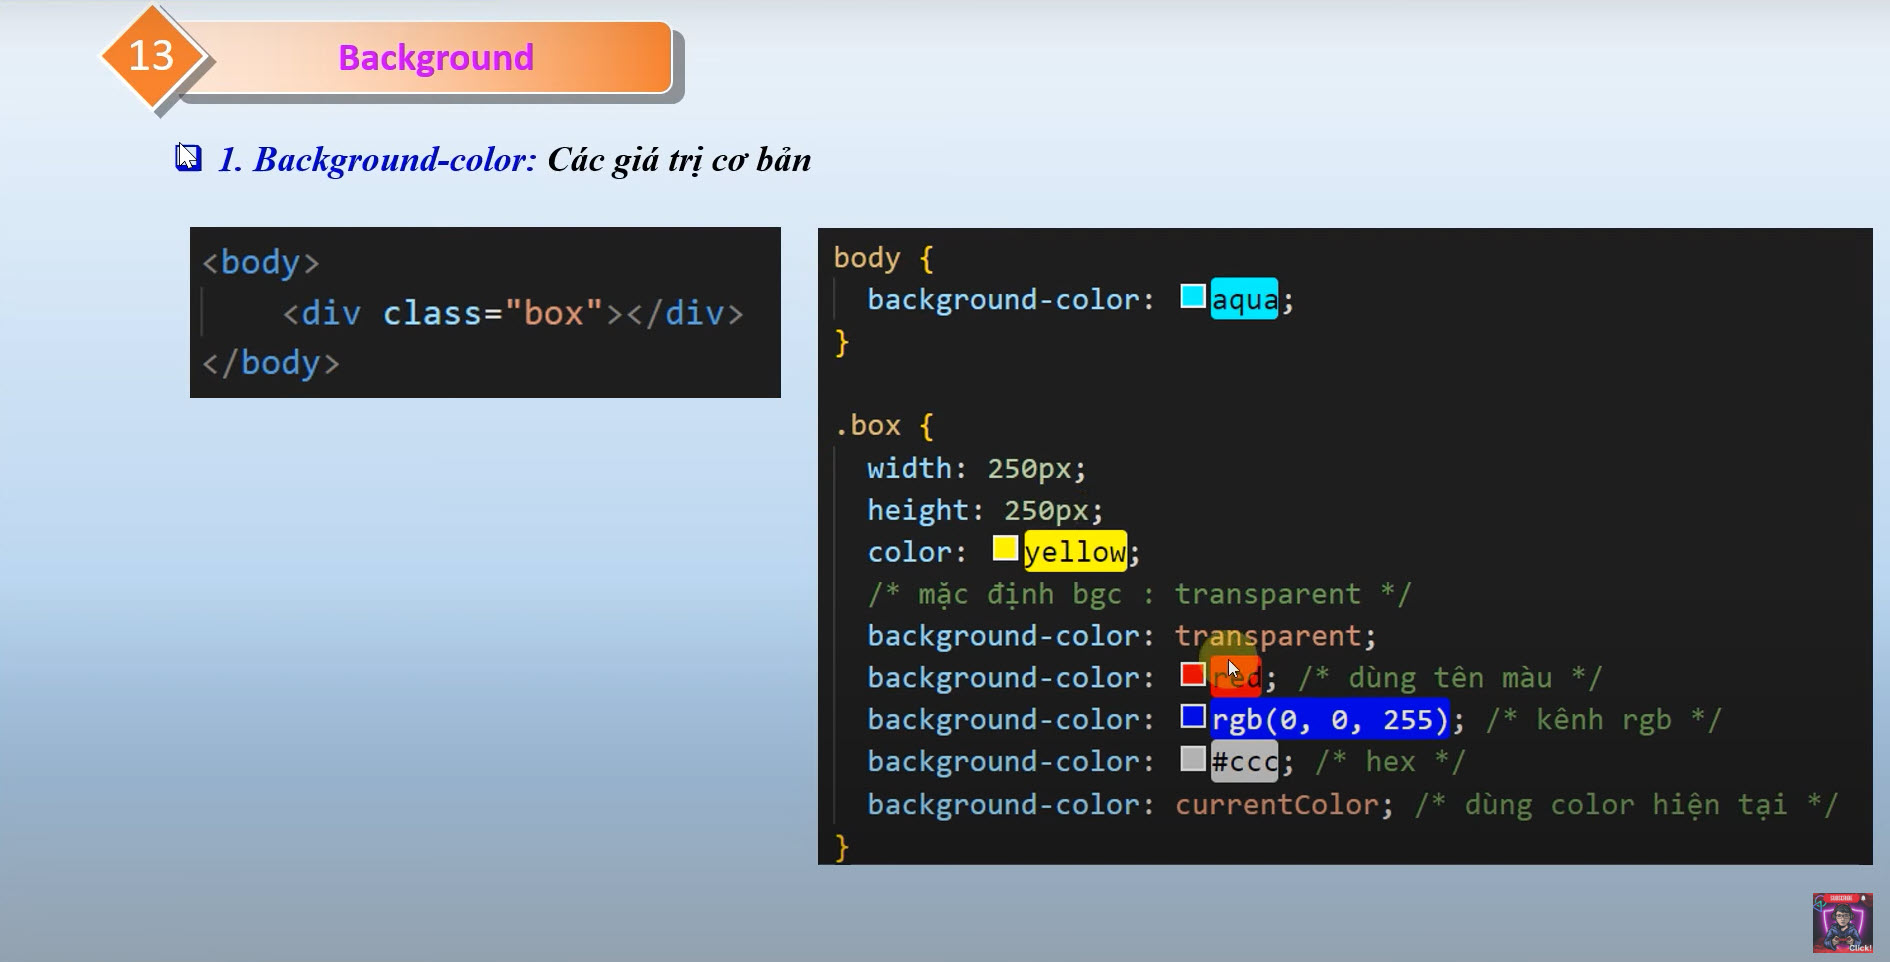 13
Background
1. Background-color: Các giá trị cơ bản
<body>
<div class="box"></div>
</body>
body {
background-color: aqua;
}
.box {
width: 250px;
height: 250px;
color: yellow;
/* mặc định bgc : transparent */
background-color: transparent;
background-color: red; /* dùng tên màu */
background-color: rgb(0, 0, 255); /* kênh rgb */
background-color: #ccc; /* hex */
background-color: currentColor; /* dùng color hiện tại */
}
SUBSCRIBE
Click!